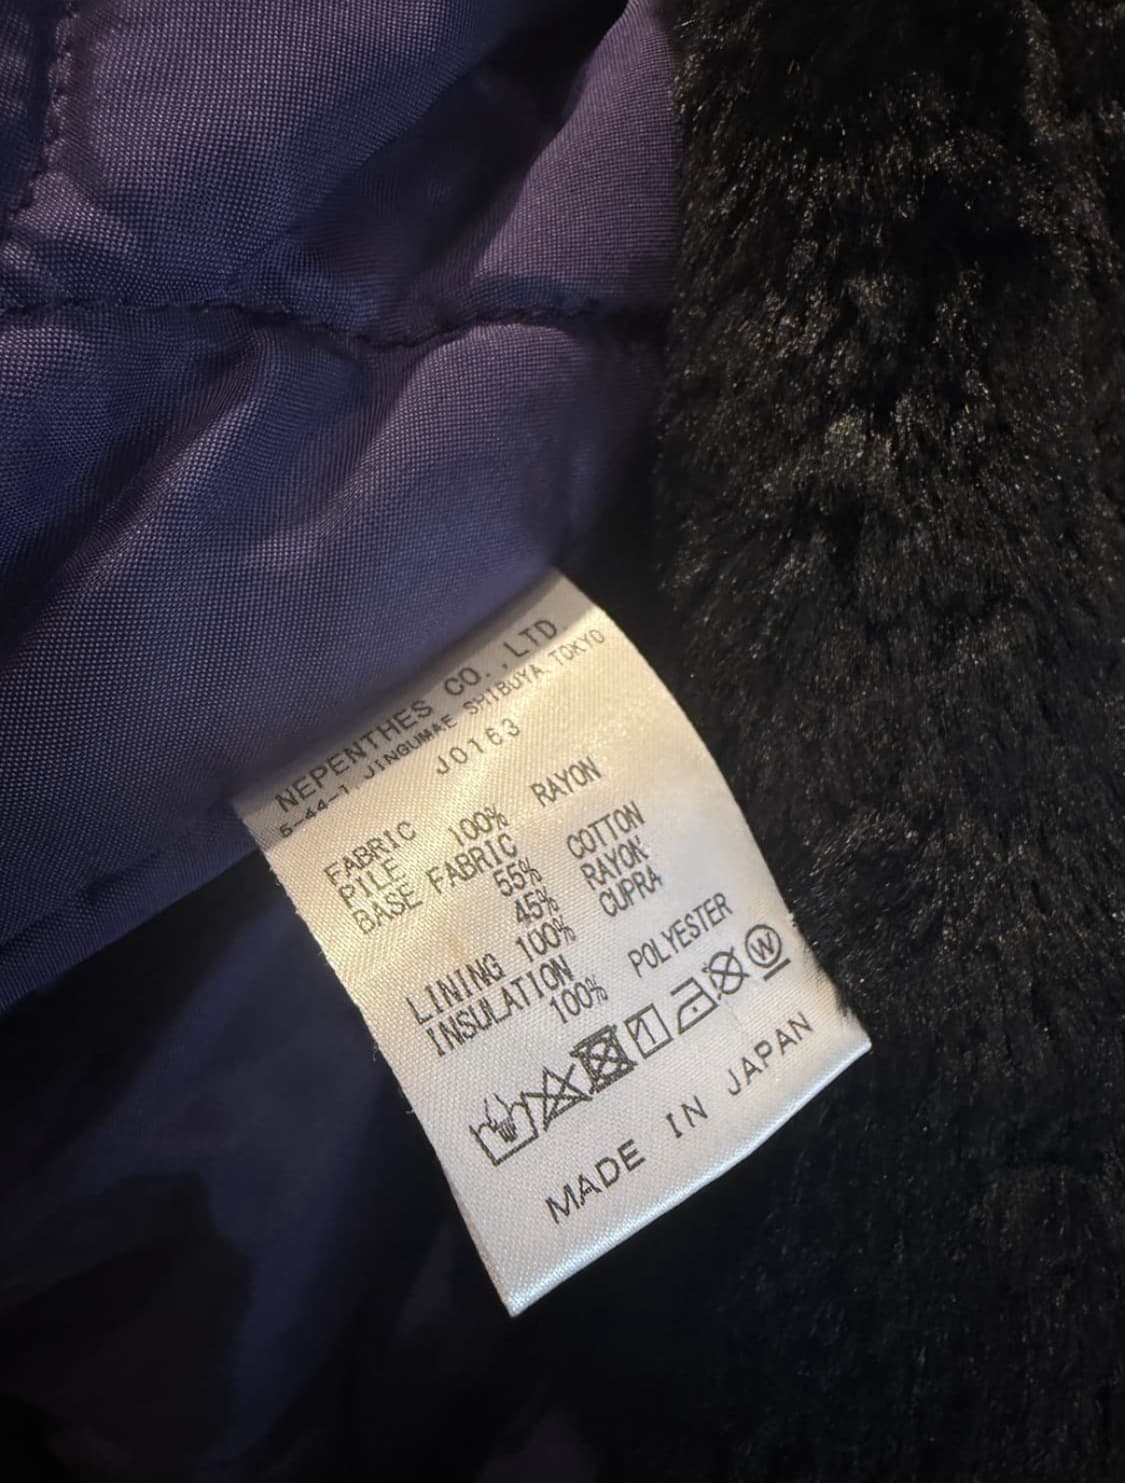 NEPENTHES CO.,LTD.
5-44-1, JINGUMAE SHIBUYA TOKYO
J0163
FABRIC
PILE 100% RAYON
BASE FABRIC
55% COTTON
45% RAYON
LINING 100% CUPRA
INSULATION
100% POLYESTER
W
MADE IN JAPAN